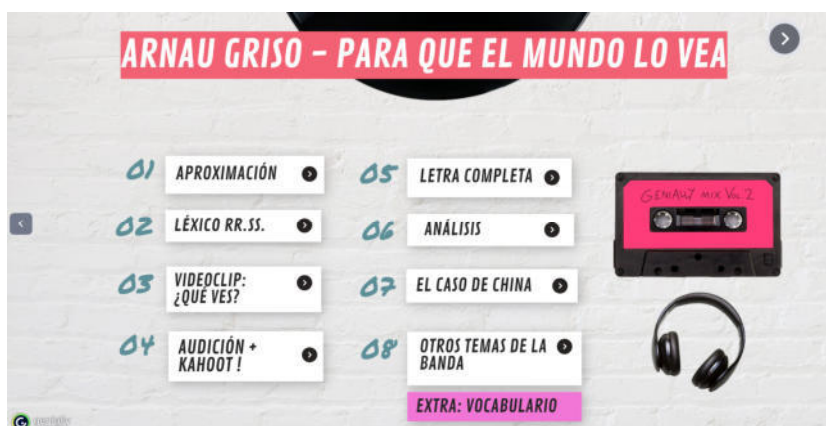 ARNAU GRISO – PARA QUE EL MUNDO LO VEA
01 APROXIMACIÓN
02 LÉXICO RR.SS.
03 VIDEOCLIP:
¿QUÉ VES?
04 AUDICIÓN +
KAHOOT !
05 LETRA COMPLETA
06 ANÁLISIS
07 EL CASO DE CHINA
08 OTROS TEMAS DE LA
BANDA
EXTRA: VOCABULARIO
GENIALLY MIX VOL. 2
genially